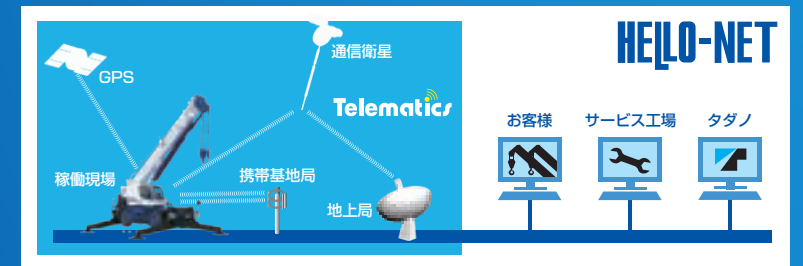 HELLO-NET
通信衛星
GPS
Telematics
お客様
サービス工場
タダノ
稼働現場
携帯基地局
地上局